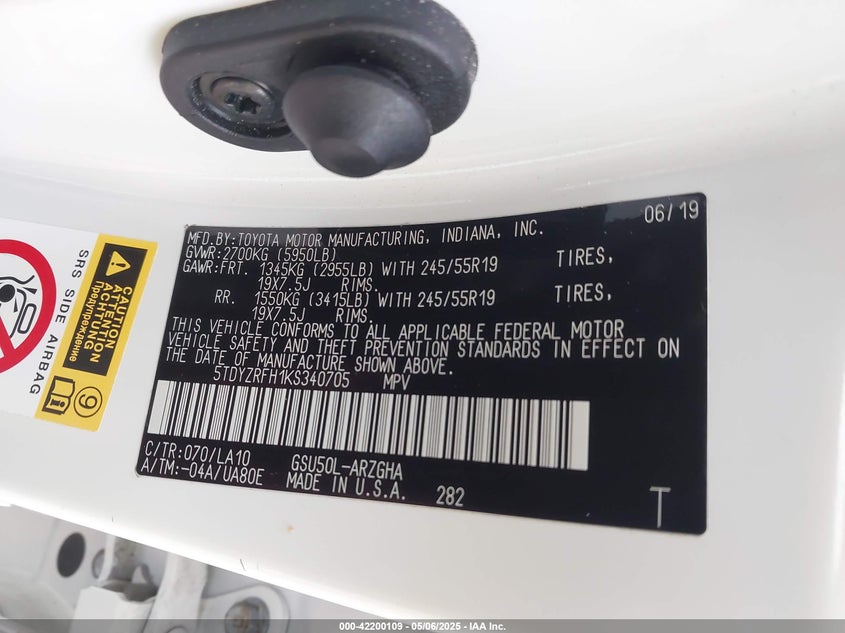 06/19
MFD.BY:TOYOTA MOTOR MANUFACTURING, INDIANA, INC.
GVWR:2700KG (5950LB)
GAWR:FRT. 1345KG (2955LB) WITH 245/55R19 TIRES,
19X7.5J RIMS.
RR. 1550KG (3415LB) WITH 245/55R19 TIRES,
19X7.5J RIMS.
THIS VEHICLE CONFORMS TO ALL APPLICABLE FEDERAL MOTOR
VEHICLE SAFETY AND THEFT PREVENTION STANDARDS IN EFFECT ON
THE DATE OF MANUFACTURE SHOWN ABOVE.
5TDYZRFH1KS340705 MPV
C/TR:070/LA10 GSU50L-ARZGHA
A/TM:-04A/UA80E MADE IN U.S.A. 282
T
SRS SIDE AIRBAG
CAUTION
ATTENTION
ACHTUNG
Предупреждение
9
000-42200109 - 05/06/2025 - IAA Inc.